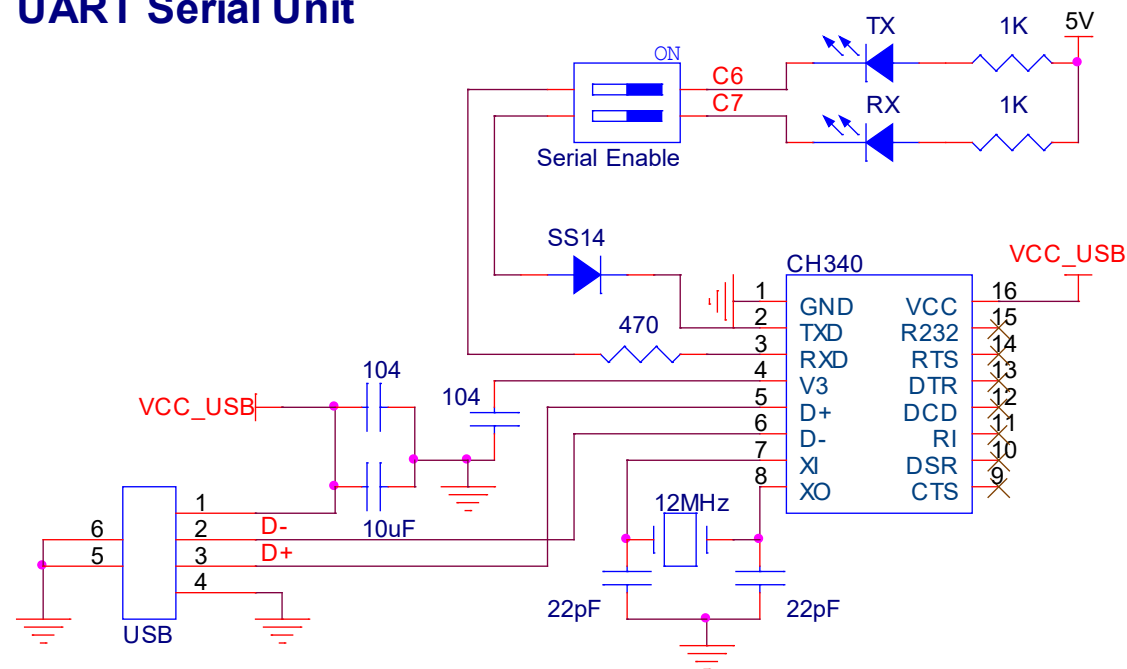 UART Serial Unit
TX
1K
5V
ON
C6
C7
RX
1K
Serial Enable
SS14
CH340
VCC_USB
1
GND
VCC
16
2
TXD
R232
15
470
3
RXD
RTS
14
104
4
V3
DTR
13
VCC_USB
104
5
D+
DCD
12
6
D-
RI
11
7
XI
DSR
10
8
XO
CTS
9
12MHz
10uF
1
6
2
D-
5
3
D+
4
22pF
22pF
USB